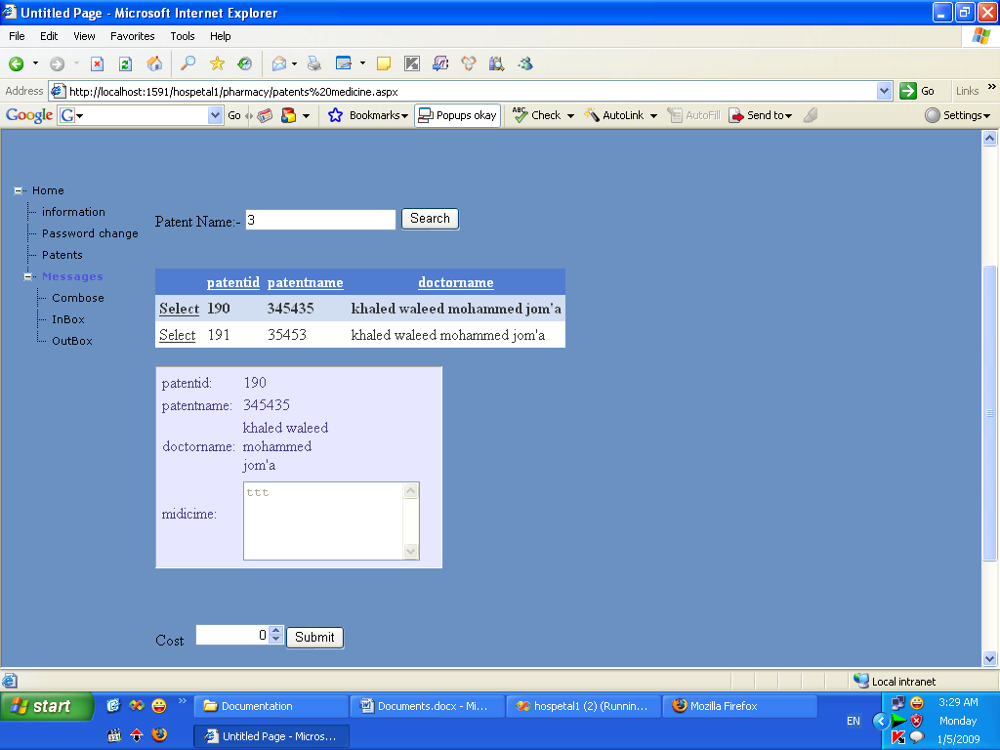 Untitled Page - Microsoft Internet Explorer
File Edit View Favorites Tools Help
Address http://localhost:1591/hospetal1/pharmacy/patents%20medicine.aspx Go Links »
Google G Go Bookmarks Popups okay ABC Check AutoLink AutoFill Send to Settings
Home
information
Password change
Patents
Messages
Combose
InBox
OutBox
Patent Name:- 3 Search
patentid patentname doctorname
Select 190 345435 khaled waleed mohammed jom'a
Select 191 35453 khaled waleed mohammed jom'a
patentid: 190
patentname: 345435
khaled waleed
doctorname: mohammed
jom'a
ttt
midicime:
Cost 0 Submit
Local intranet
start » Documentation Documents.docx - Mi... hospetal1 (2) (Runnin... Mozilla Firefox 3:29 AM
EN Monday
Untitled Page - Micros... 1/5/2009